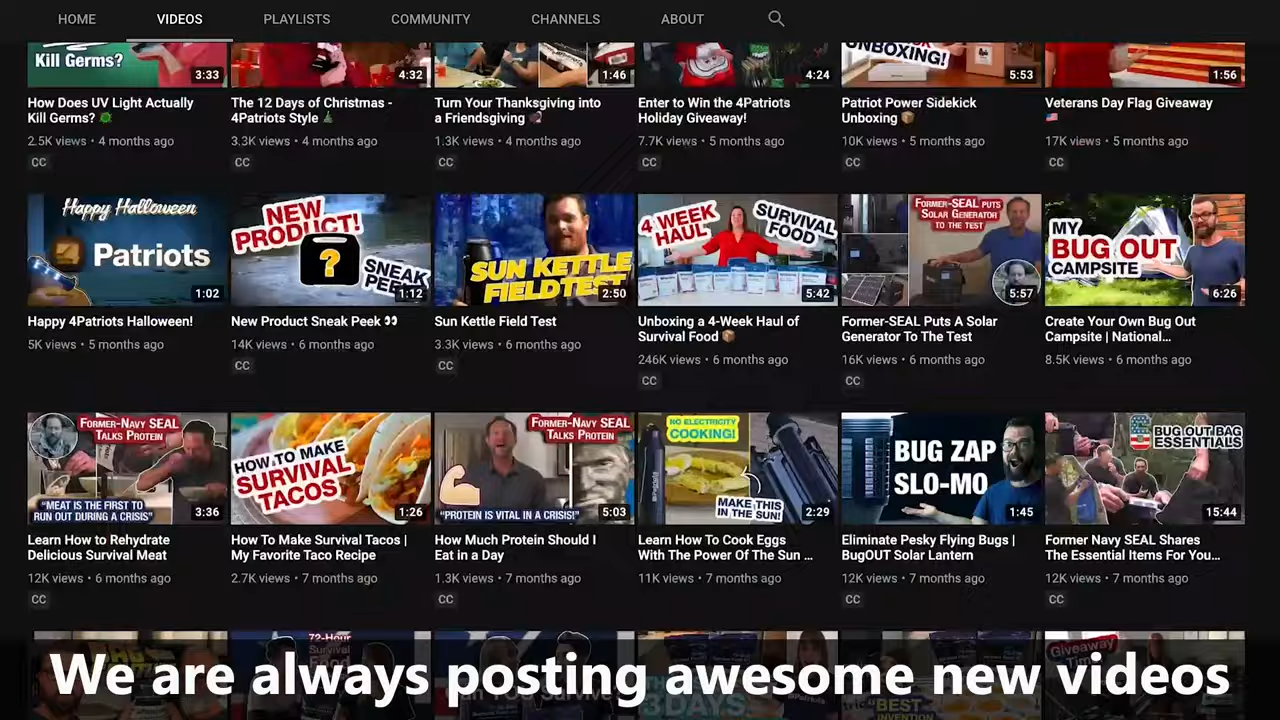 HOME VIDEOS PLAYLISTS COMMUNITY CHANNELS ABOUT
Kill Germs?
3:33
4:32
1:46
4:24
UNBOXING!
5:53
1:56
How Does UV Light Actually
Kill Germs?
2.5K views • 4 months ago
CC
The 12 Days of Christmas -
4Patriots Style
3.3K views • 4 months ago
CC
Turn Your Thanksgiving into
a Friendsgiving
1.3K views • 4 months ago
CC
Enter to Win the 4Patriots
Holiday Giveaway!
7.7K views • 5 months ago
CC
Patriot Power Sidekick
Unboxing
10K views • 5 months ago
CC
Veterans Day Flag Giveaway
17K views • 5 months ago
CC
Happy Halloween
4 Patriots
1:02
Happy 4Patriots Halloween!
5K views • 5 months ago
NEW
PRODUCT!
?
SNEAK
PEEK
1:12
New Product Sneak Peek
14K views • 6 months ago
CC
SUN KETTLE
FIELD TEST
2:50
Sun Kettle Field Test
3.3K views • 6 months ago
CC
4 WEEK
HAUL
SURVIVAL
FOOD
5:42
Unboxing a 4-Week Haul of
Survival Food
246K views • 6 months ago
CC
FORMER-SEAL PUTS
SOLAR GENERATOR
TO THE TEST
5:57
Former-SEAL Puts A Solar
Generator To The Test
16K views • 6 months ago
CC
MY
BUG OUT
CAMPSITE
6:26
Create Your Own Bug Out
Campsite | National...
8.5K views • 6 months ago
FORMER-NAVY SEAL
TALKS PROTEIN
"MEAT IS THE FIRST TO
RUN OUT DURING A CRISIS"
3:36
Learn How to Rehydrate
Delicious Survival Meat
12K views • 6 months ago
CC
HOW TO MAKE
SURVIVAL
TACOS
1:26
How To Make Survival Tacos |
My Favorite Taco Recipe
2.7K views • 7 months ago
FORMER-NAVY SEAL
TALKS PROTEIN
"PROTEIN IS VITAL IN A CRISIS!"
5:03
How Much Protein Should I
Eat in a Day
1.3K views • 7 months ago
CC
NO ELECTRICITY
COOKING!
MAKE THIS
IN THE SUN!
2:29
Learn How To Cook Eggs
With The Power Of The Sun ...
11K views • 7 months ago
BUG ZAP
SLO-MO
1:45
Eliminate Pesky Flying Bugs |
BugOUT Solar Lantern
12K views • 7 months ago
CC
BUG OUT BAG
ESSENTIALS
15:44
Former Navy SEAL Shares
The Essential Items For You...
12K views • 7 months ago
CC
72-Hour
Survival
Food
Giveaway
Time
3 DAYS
BEST
INVENTION
We are always posting awesome new videos